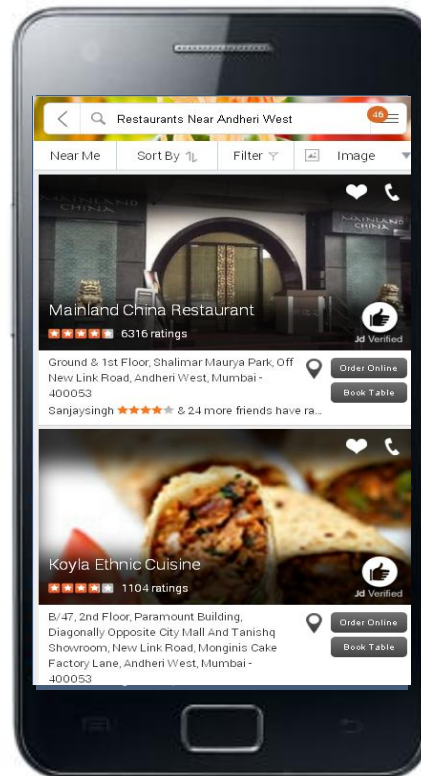 Restaurants Near Andheri West
46
Near Me
Sort By
Filter
Image
MAINLAND CHINA
MAINLAND CHINA
Mainland China Restaurant
6316 ratings
Jd Verified
Ground & 1st Floor, Shalimar Maurya Park, Off
New Link Road, Andheri West, Mumbai -
400053
Order Online
Book Table
Sanjaysingh & 24 more friends have ra...
Koyla Ethnic Cuisine
1104 ratings
Jd Verified
B/47, 2nd Floor, Paramount Building,
Diagonally Opposite City Mall And Tanishq
Showroom, New Link Road, Monginis Cake
Factory Lane, Andheri West, Mumbai -
400053
Order Online
Book Table